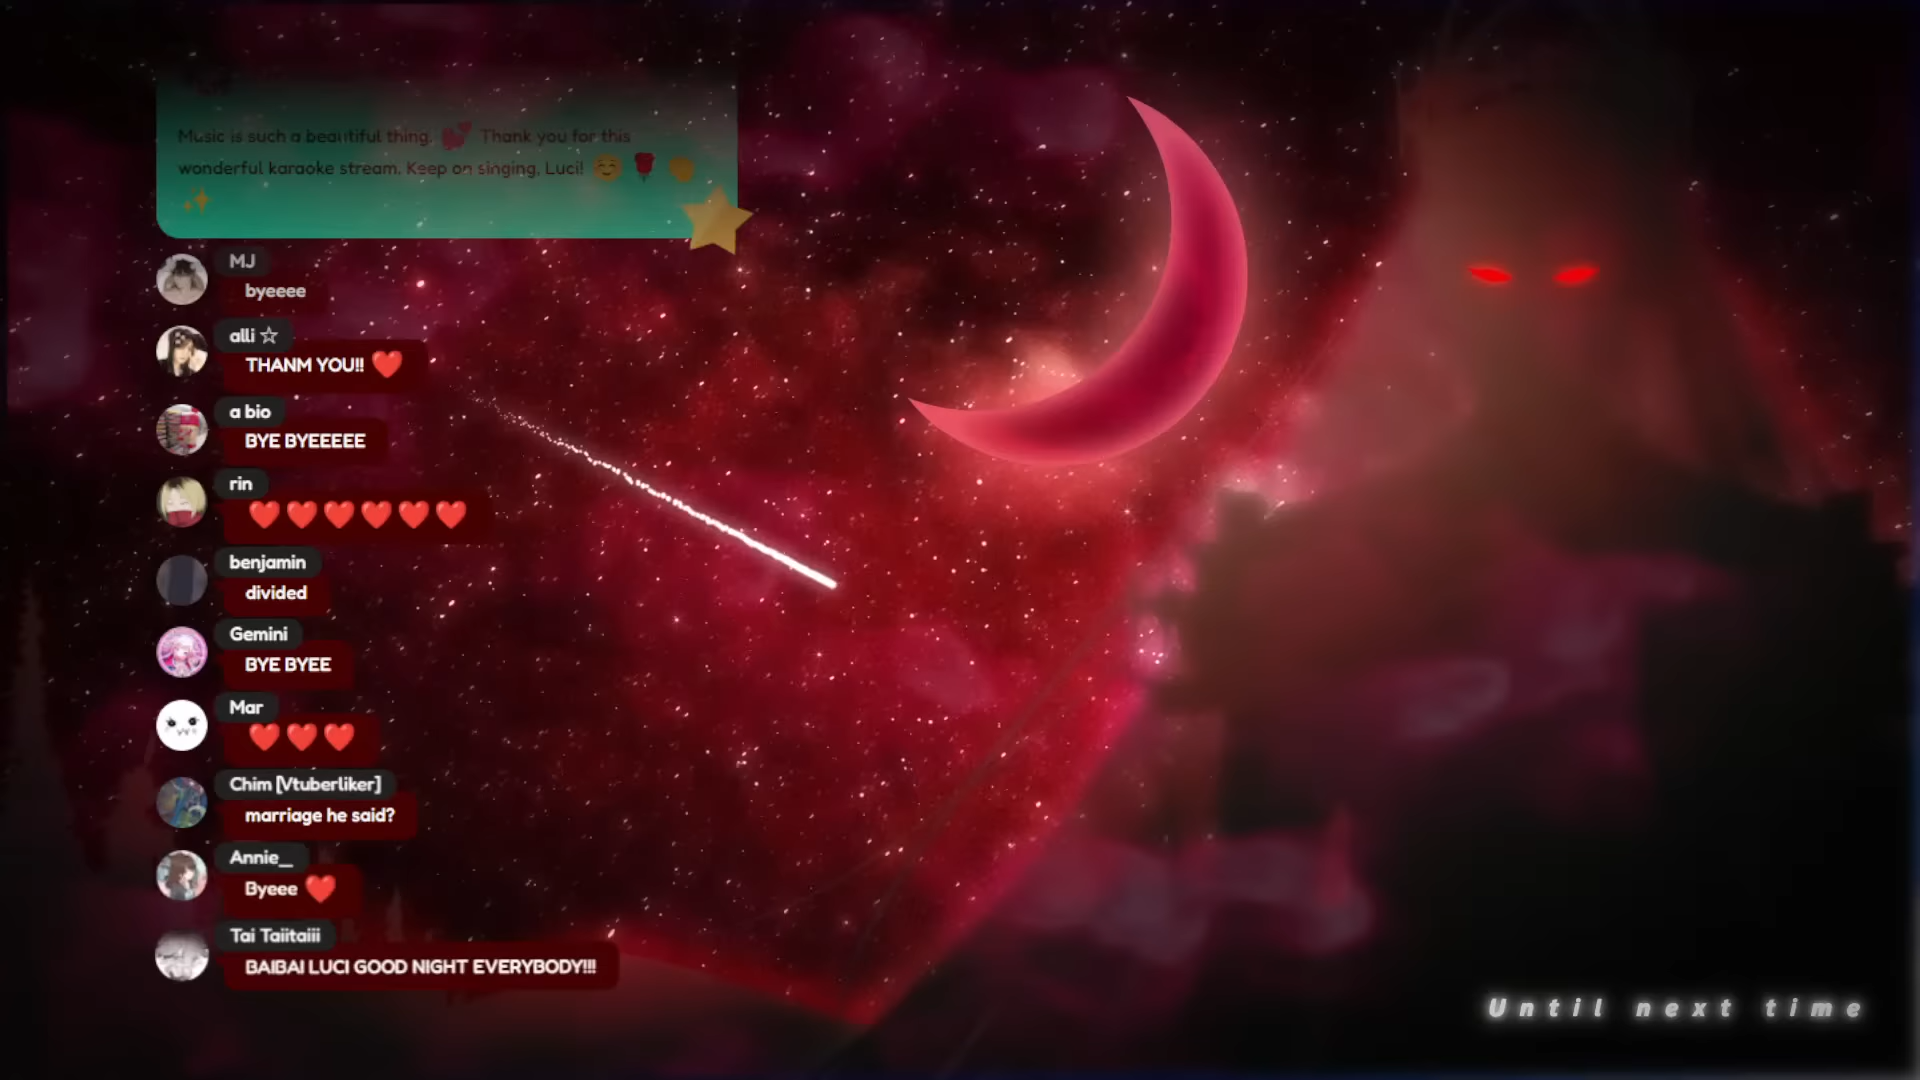 Music is such a beautiful thing. 💕 Thank you for this
wonderful karaoke stream. Keep on singing, Luci! ☺️ 🌹 👏
✨
MJ
byeeee
alli ☆
THANM YOU!! ❤️
a bio
BYE BYEEEEE
rin
❤️❤️❤️❤️❤️❤️
benjamin
divided
Gemini
BYE BYEE
Mar
❤️❤️❤️
Chim [Vtuberliker]
marriage he said?
Annie_
Byeee ❤️
Tai Taiitaiii
BAIBAI LUCI GOOD NIGHT EVERYBODY!!!
Until next time